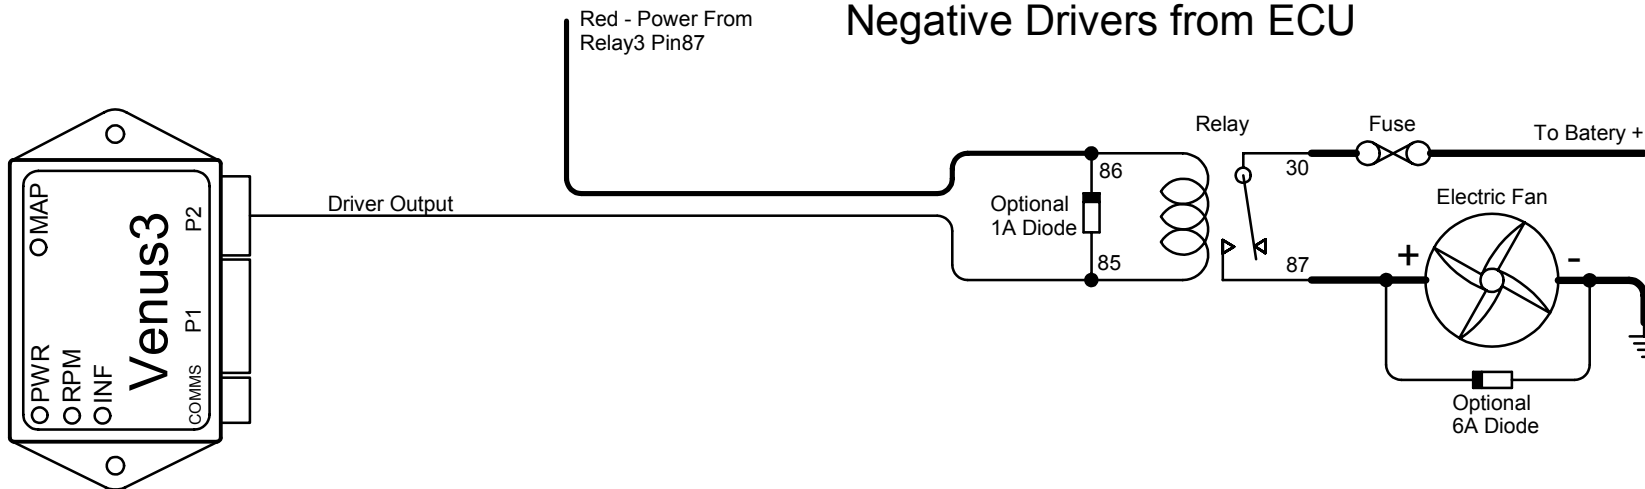 Negative Drivers from ECU
Red - Power From
Relay3 Pin87
Relay
Fuse
To Batery +
86
30
Electric Fan
Optional
1A Diode
Driver Output
85
87
+
-
Optional
6A Diode
MAP
PWR
RPM
INF
Venus3
P2
P1
COMMS